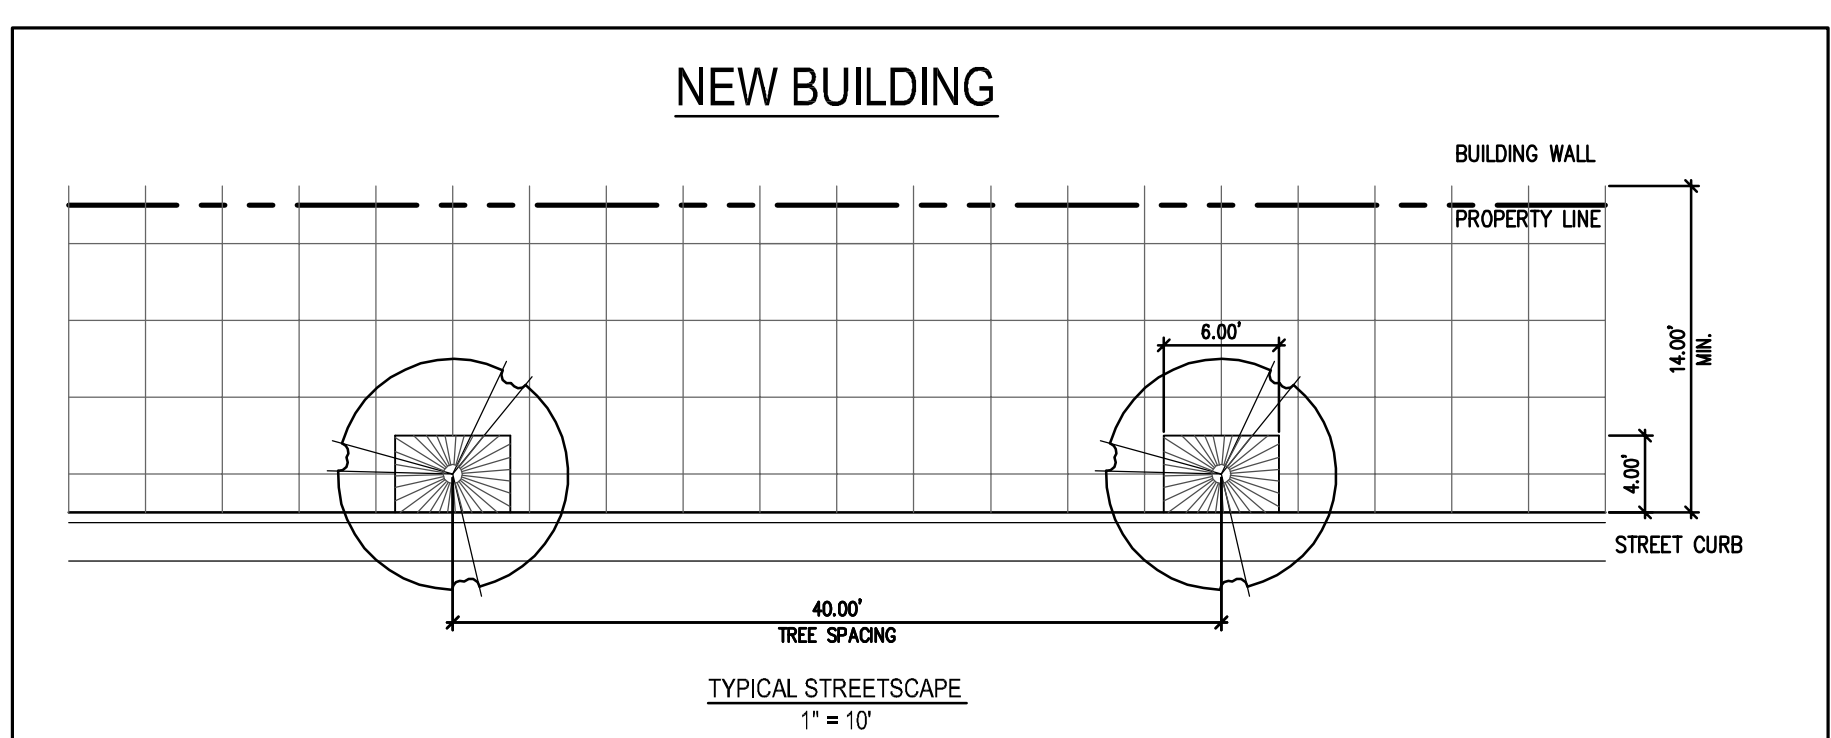 NEW BUILDING
BUILDING WALL
PROPERTY LINE
6.00'
14.00'
MIN.
4.00'
STREET CURB
40.00'
TREE SPACING
TYPICAL STREETSCAPE
1" = 10'